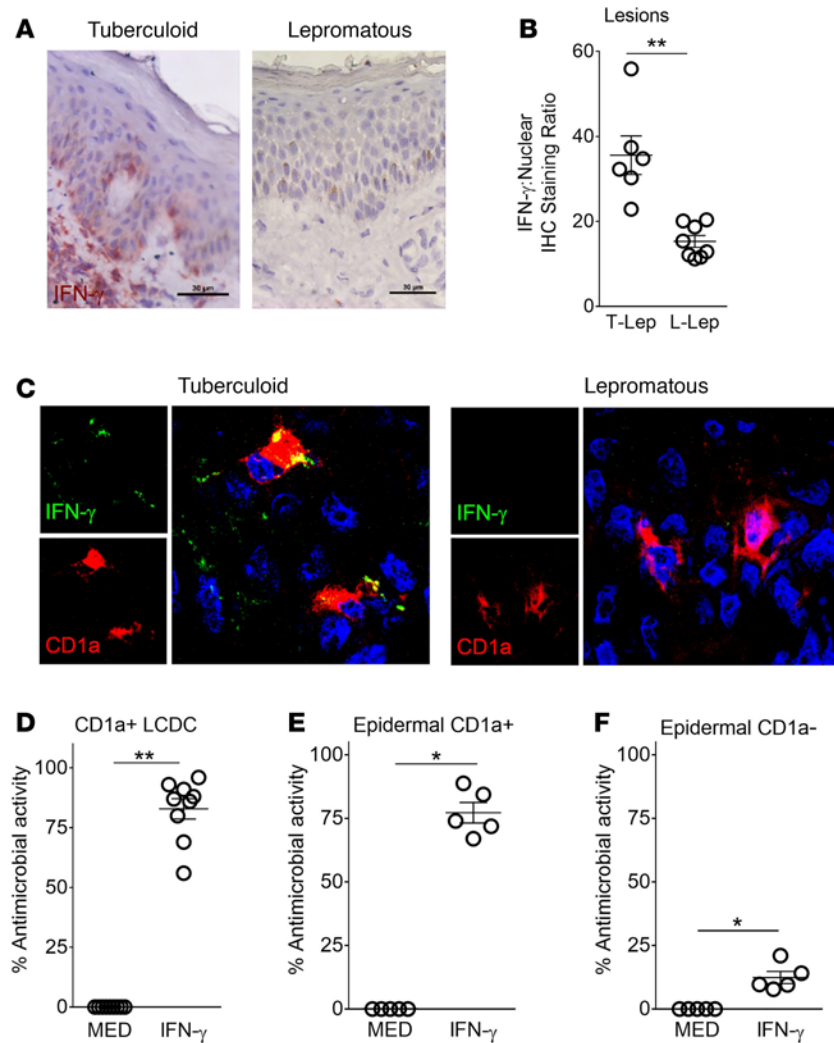 A
Tuberculoid
Lepromatous
IFN-γ
30 µm
30 µm
B
Lesions
**
IFN-γ:Nuclear
IHC Staining Ratio
60
40
20
0
T-Lep
L-Lep
C
Tuberculoid
Lepromatous
IFN-γ
CD1a
IFN-γ
CD1a
D
CD1a+ LCDC
**
% Antimicrobial activity
100
75
50
25
0
MED
IFN-γ
E
Epidermal CD1a+
*
% Antimicrobial activity
100
75
50
25
0
MED
IFN-γ
F
Epidermal CD1a-
*
% Antimicrobial activity
100
75
50
25
0
MED
IFN-γ